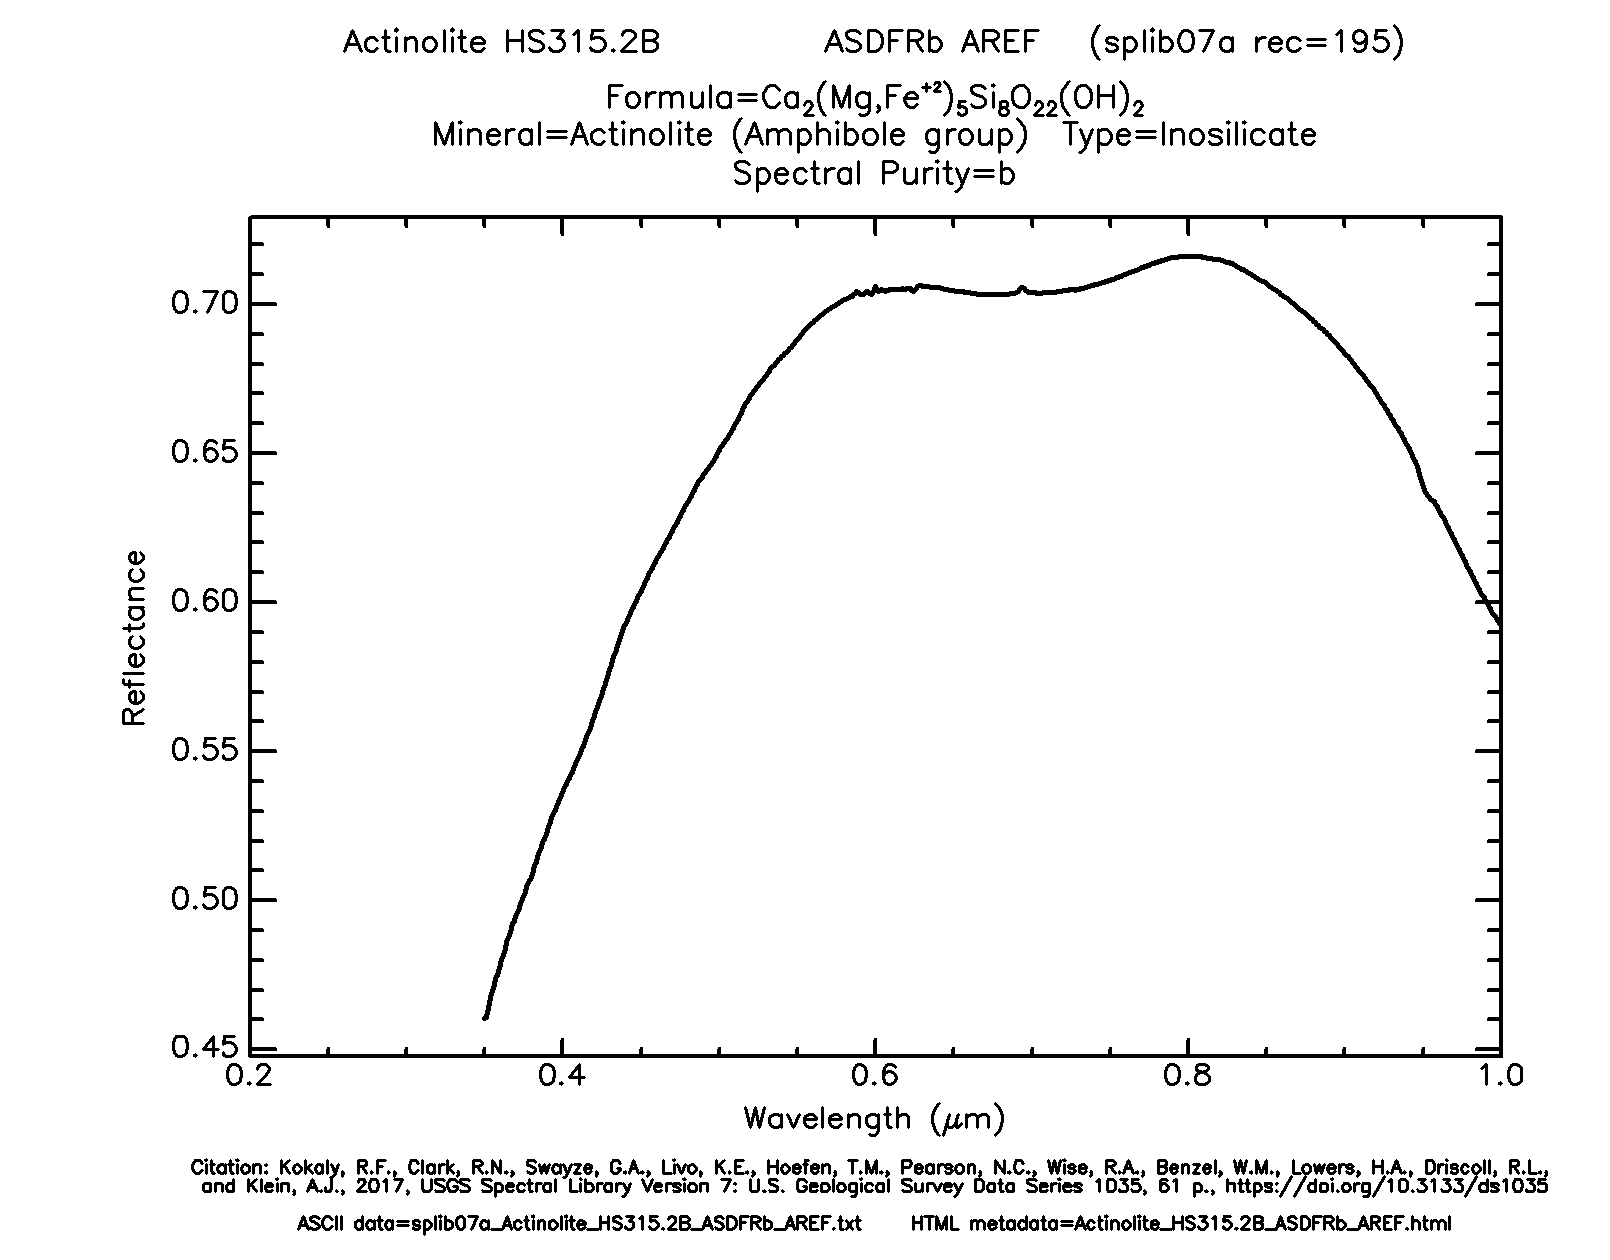 Actinolite HS315.2B ASDFRb AREF (splib07a rec=195)
Formula=Ca₂(Mg,Fe⁺²)₅Si₈O₂₂(OH)₂
Mineral=Actinolite (Amphibole group) Type=Inosilicate
Spectral Purity=b
0.70
0.65
0.60
0.55
0.50
0.45
Reflectance
0.2 0.4 0.6 0.8 1.0
Wavelength (μm)
Citation: Kokaly, R.F., Clark, R.N., Swayze, G.A., Livo, K.E., Hoefen, T.M., Pearson, N.C., Wise, R.A., Benzel, W.M., Lowers, H.A., Driscoll, R.L.,
and Klein, A.J., 2017, USGS Spectral Library Version 7: U.S. Geological Survey Data Series 1035, 61 p., https://doi.org/10.3133/ds1035
ASCII data=splib07a_Actinolite_HS315.2B_ASDFRb_AREF.txt HTML metadata=Actinolite_HS315.2B_ASDFRb_AREF.html